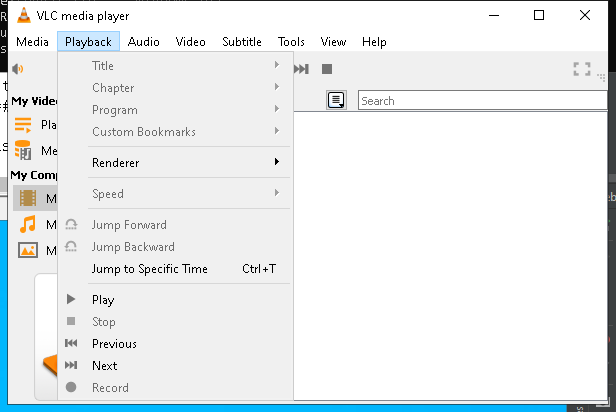 VLC media player
Media Playback Audio Video Subtitle Tools View Help
Title
Chapter
Program
Custom Bookmarks
Renderer
Speed
Jump Forward
Jump Backward
Jump to Specific Time Ctrl+T
Play
Stop
Previous
Next
Record
Search
My Video
Pla
Me
My Comp
M
M
M